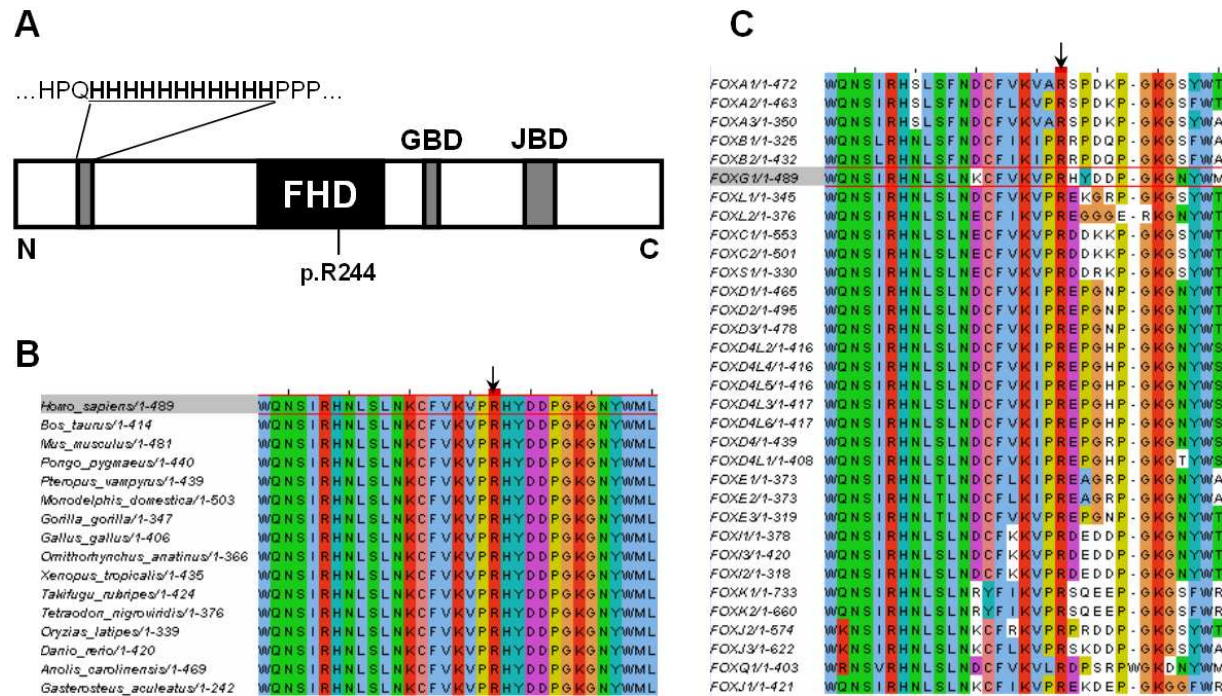 A
…HPQHHHHHHHHHHHPPP…
GBD JBD
FHD
N C
p.R244
B
Homo_sapiens/1-489 WQNSIRHNLSLNKCFVKVPRHYDDPGKGNYWML
Bos_taurus/1-414 WQNSIRHNLSLNKCFVKVPRHYDDPGKGNYWML
Mus_musculus/1-481 WQNSIRHNLSLNKCFVKVPRHYDDPGKGNYWML
Pongo_pygmaeus/1-440 WQNSIRHNLSLNKCFVKVPRHYDDPGKGNYWML
Pteropus_vampyrus/1-439 WQNSIRHNLSLNKCFVKVPRHYDDPGKGNYWML
Monodelphis_domestica/1-503 WQNSIRHNLSLNKCFVKVPRHYDDPGKGNYWML
Gorilla_gorilla/1-347 WQNSIRHNLSLNKCFVKVPRHYDDPGKGNYWML
Gallus_gallus/1-406 WQNSIRHNLSLNKCFVKVPRHYDDPGKGNYWML
Ornithorhynchus_anatinus/1-366 WQNSIRHNLSLNKCFVKVPRHYDDPGKGNYWML
Xenopus_tropicalis/1-435 WQNSIRHNLSLNKCFVKVPRHYDDPGKGNYWML
Takifugu_rubripes/1-424 WQNSIRHNLSLNKCFVKVPRHYDDPGKGNYWML
Tetraodon_nigroviridis/1-376 WQNSIRHNLSLNKCFVKVPRHYDDPGKGNYWML
Oryzias_latipes/1-339 WQNSIRHNLSLNKCFVKVPRHYDDPGKGNYWML
Danio_rerio/1-420 WQNSIRHNLSLNKCFVKVPRHYDDPGKGNYWML
Anolis_carolinensis/1-469 WQNSIRHNLSLNKCFVKVPRHYDDPGKGNYWML
Gasterosteus_aculeatus/1-242 WQNSIRHNLSLNKCFVKVPRHYDDPGKGNYWML
C
FOXA1/1-472 WQNSIRHSLSFNDCFVKVARSPDKP-GKGSYWT
FOXA2/1-463 WQNSIRHSLSFNDCFLKVPRSPDKP-GKGSFWT
FOXA3/1-350 WQNSIRHSLSFNDCFVKVARSPDKP-GKGSYWA
FOXB1/1-325 WQNSLRHNLSFNDCFIKIPRRPDQP-GKGSFWA
FOXB2/1-432 WQNSLRHNLSFNDCFIKIPRRPDQP-GKGSFWA
FOXG1/1-489 WQNSIRHNLSLNKCFVKVPRHYDDP-GKGNYWM
FOXL1/1-345 WQNSIRHNLSLNDCFVKVPREKGRP-GKGSYWT
FOXL2/1-376 WQNSIRHNLSLNECFIKVPREGGGE-RKGNYWT
FOXC1/1-553 WQNSIRHNLSLNECFVKVPRDDKKP-GKGSYWT
FOXC2/1-501 WQNSIRHNLSLNECFVKVPRDDKKP-GKGSYWT
FOXS1/1-330 WQNSIRHNLSLNECFVKVPRDDRKP-GKGSYWT
FOXD1/1-465 WQNSIRHNLSLNDCFVKIPREPGNP-GKGNYWT
FOXD2/1-495 WQNSIRHNLSLNDCFVKIPREPGNP-GKGNYWT
FOXD3/1-478 WQNSIRHNLSLNDCFVKIPREPGNP-GKGNYWT
FOXD4L2/1-416 WQNSIRHNLSLNDCFVKIPREPGHP-GKGNYWS
FOXD4L4/1-416 WQNSIRHNLSLNDCFVKIPREPGHP-GKGNYWS
FOXD4L5/1-416 WQNSIRHNLSLNDCFVKIPREPGHP-GKGNYWS
FOXD4L3/1-417 WQNSIRHNLSLNDCFVKIPREPGHP-GKGNYWS
FOXD4L6/1-417 WQNSIRHNLSLNDCFVKIPREPGHP-GKGNYWS
FOXD4/1-439 WQNSIRHNLSLNDCFVKIPREPGHP-GKGNYWS
FOXD4L1/1-408 WQNSIRHNLSLNDCFVKIPREPGHP-GKGTYWS
FOXE1/1-373 WQNSIRHNLTLNDCFLKIPREAGRP-GKGNYWA
FOXE2/1-373 WQNSIRHNLTLNDCFLKIPREAGRP-GKGNYWA
FOXE3/1-319 WQNSIRHNLTLNDCFVKVPREPGNP-GKGNYWT
FOXI1/1-378 WQNSIRHNLSLNDCFKKVPRDEDDP-GKGNYWT
FOXI3/1-420 WQNSIRHNLSLNDCFKKVPRDEDDP-GKGNYWT
FOXI2/1-318 WQNSIRHNLSLNDCFKKVPRDEDDP-GKGNYWT
FOXK1/1-733 WQNSIRHNLSLNRYFIKVPRSQEEP-GKGSFWR
FOXK2/1-660 WQNSIRHNLSLNRYFIKVPRSQEEP-GKGSFWR
FOXJ2/1-574 WKNSIRHNLSLNKCFRKVPRPRDDP-GKGSYWT
FOXJ3/1-622 WKNSIRHNLSLNKCFLKVPRSKDDP-GKGSYWA
FOXQ1/1-403 WRNSVRHNLSLNDCFVKVLRDPSRPWGKDNYWM
FOXJ1/1-421 WQNSIRHNLSLNKCFIKVPREKDEP-GKGGFWM